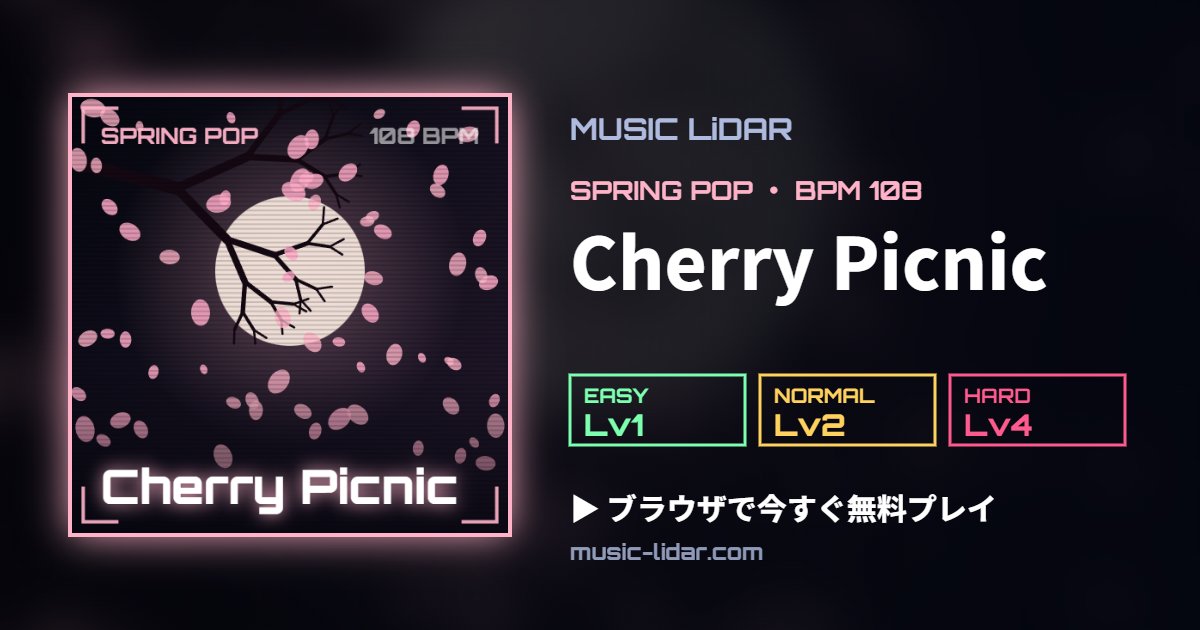 SPRING POP
108 BPM
Cherry Picnic
MUSIC LiDAR
SPRING POP • BPM 108
Cherry Picnic
EASY
Lv1
NORMAL
Lv2
HARD
Lv4
▶ ブラウザで今すぐ無料プレイ
music-lidar.com